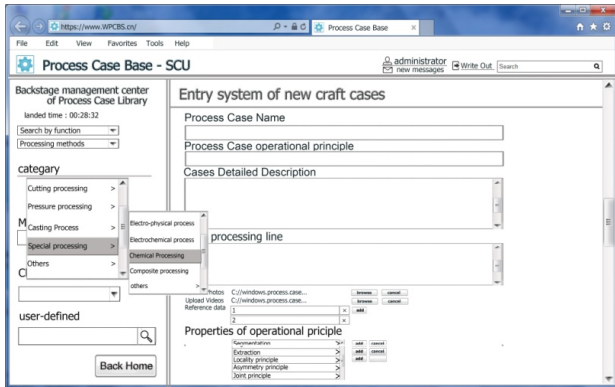 https://www.WPCBS.cn/
Process Case Base
File Edit View Favorites Tools Help
Process Case Base - SCU
administrator
new messages
Write Out
Search
Backstage management center
of Process Case Library
landed time : 00:28:32
Search by function
Processing methods
categary
Cutting processing >
Pressure processing >
Casting Process >
Special processing >
Others >
Electro-physical process
Electrochemical process
Chemical Processing
Composite processing
others >
user-defined
Back Home
Entry system of new craft cases
Process Case Name
Process Case operational principle
Cases Detailed Description
processing line
hotos C://windows.process.case... browse cancel
Upload Videos C://windows.process.case... browse cancel
Reference data 1 × add
2 ×
Properties of operational priciple
Segmentation > add cancel
Extraction > add cancel
Locality principle > add
Asymmetry principle >
Joint principle >